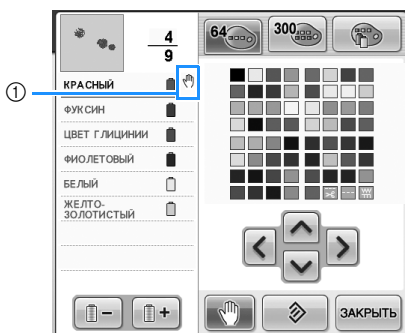 4
9
64
300
①
КРАСНЫЙ
ФУКСИН
ЦВЕТ ГЛИЦИНИИ
ФИОЛЕТОВЫЙ
БЕЛЫЙ
ЖЕЛТО-
ЗОЛОТИСТЫЙ
− +
ЗАКРЫТЬ